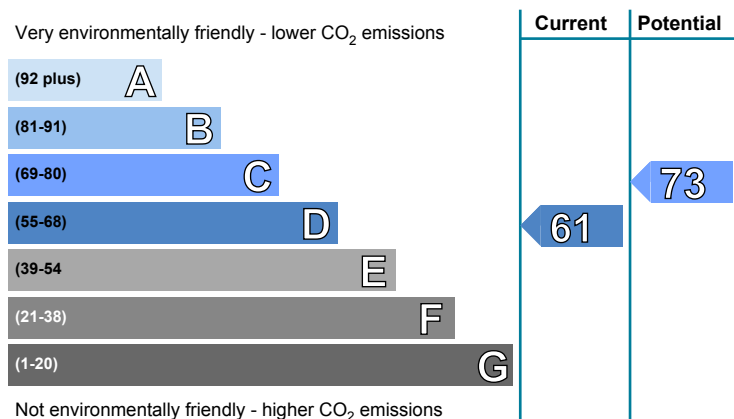 Very environmentally friendly - lower CO2 emissions
Current
Potential
(92 plus) A
(81-91) B
(69-80) C
73
(55-68) D
61
(39-54 E
(21-38) F
(1-20) G
Not environmentally friendly - higher CO2 emissions